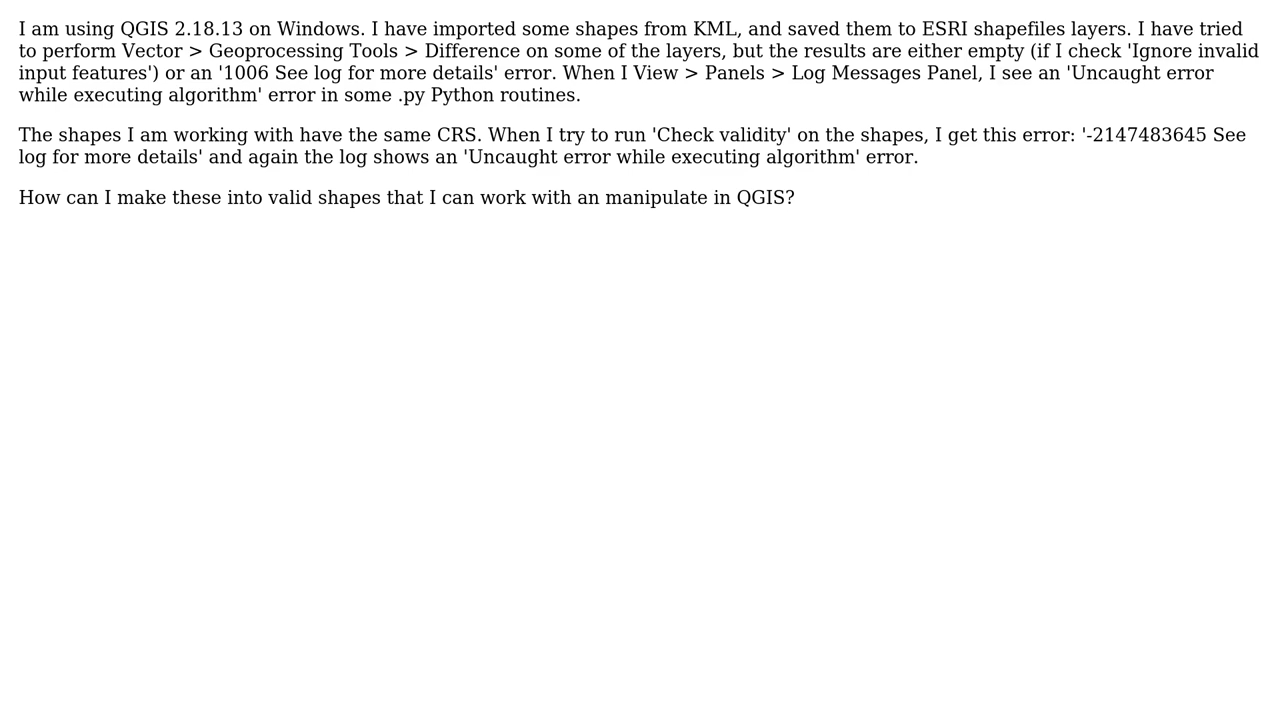 I am using QGIS 2.18.13 on Windows. I have imported some shapes from KML, and saved them to ESRI shapefiles layers. I have tried
to perform Vector > Geoprocessing Tools > Difference on some of the layers, but the results are either empty (if I check 'Ignore invalid
input features') or an '1006 See log for more details' error. When I View > Panels > Log Messages Panel, I see an 'Uncaught error
while executing algorithm' error in some .py Python routines.
The shapes I am working with have the same CRS. When I try to run 'Check validity' on the shapes, I get this error: '-2147483645 See
log for more details' and again the log shows an 'Uncaught error while executing algorithm' error.
How can I make these into valid shapes that I can work with an manipulate in QGIS?